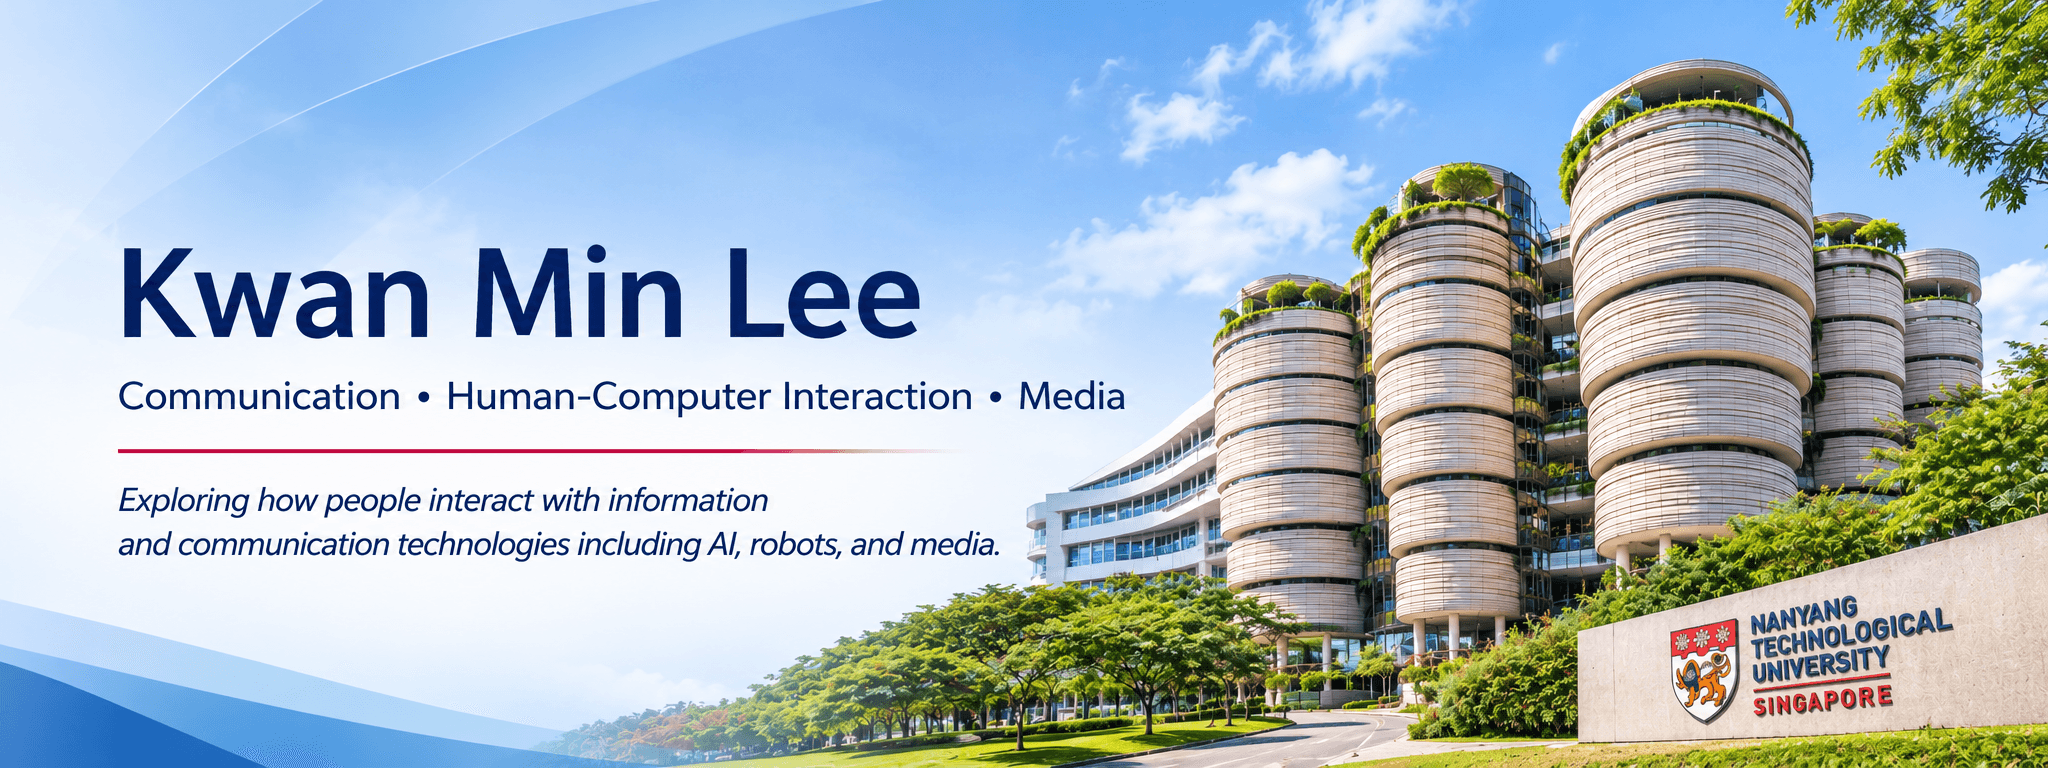 Kwan Min Lee
Communication • Human-Computer Interaction • Media
Exploring how people interact with information
and communication technologies including AI, robots, and media.
NANYANG
TECHNOLOGICAL
UNIVERSITY
SINGAPORE